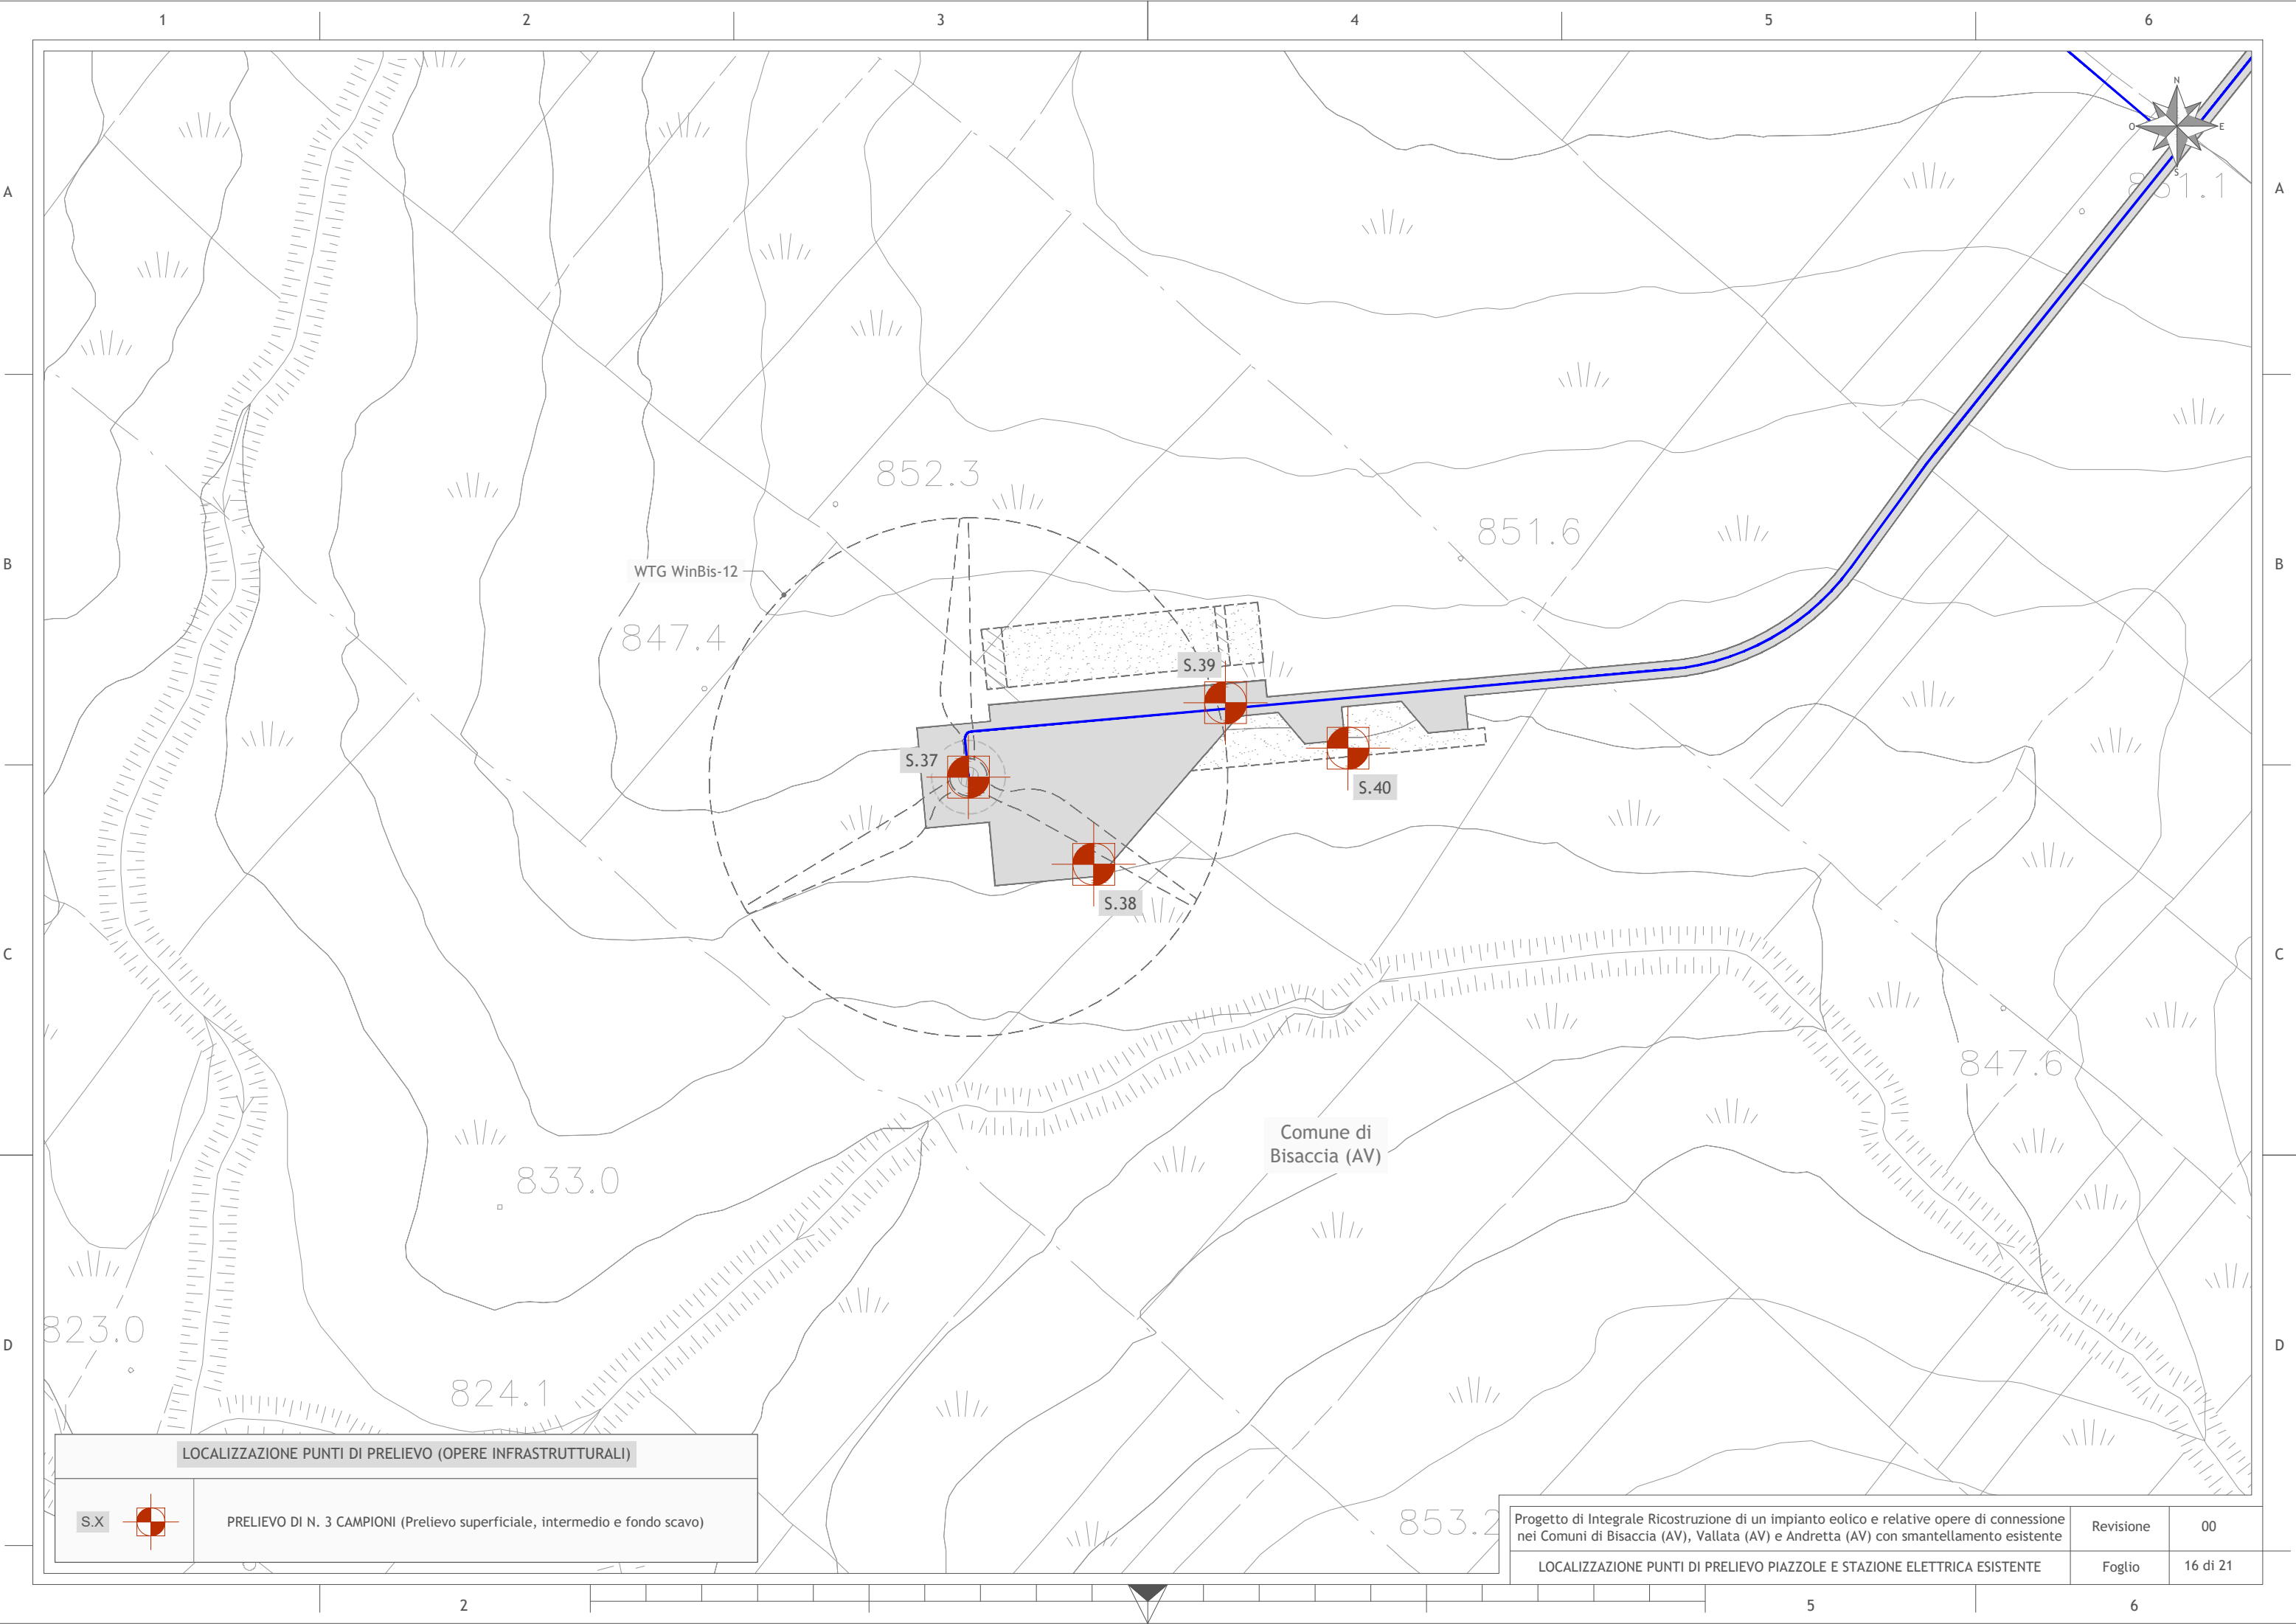 1 2 3 4 5 6
N
O E
S
A A
861.1
852.3
851.6
B B
WTG WinBis-12
847.4
S.39
S.37
S.40
S.38
C C
847.6
Comune di
Bisaccia (AV)
833.0
823.0
D D
824.1
LOCALIZZAZIONE PUNTI DI PRELIEVO (OPERE INFRASTRUTTURALI)
S.X PRELIEVO DI N. 3 CAMPIONI (Prelievo superficiale, intermedio e fondo scavo)
853.2
Progetto di Integrale Ricostruzione di un impianto eolico e relative opere di connessione
nei Comuni di Bisaccia (AV), Vallata (AV) e Andretta (AV) con smantellamento esistente
Revisione 00
LOCALIZZAZIONE PUNTI DI PRELIEVO PIAZZOLE E STAZIONE ELETTRICA ESISTENTE
Foglio 16 di 21
2 5 6